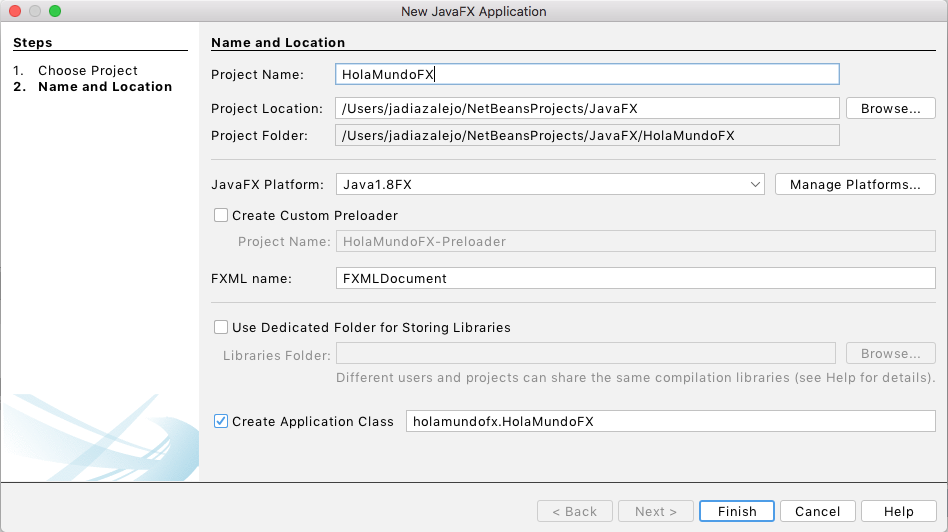 New JavaFX Application
Steps
1. Choose Project
2. Name and Location
Name and Location
Project Name: HolaMundoFX
Project Location: /Users/jadiazalejo/NetBeansProjects/JavaFX Browse...
Project Folder: /Users/jadiazalejo/NetBeansProjects/JavaFX/HolaMundoFX
JavaFX Platform: Java1.8FX Manage Platforms...
Create Custom Preloader
Project Name: HolaMundoFX-Preloader
FXML name: FXMLDocument
Use Dedicated Folder for Storing Libraries
Libraries Folder: Browse...
Different users and projects can share the same compilation libraries (see Help for details).
Create Application Class holamundofx.HolaMundoFX
< Back Next > Finish Cancel Help